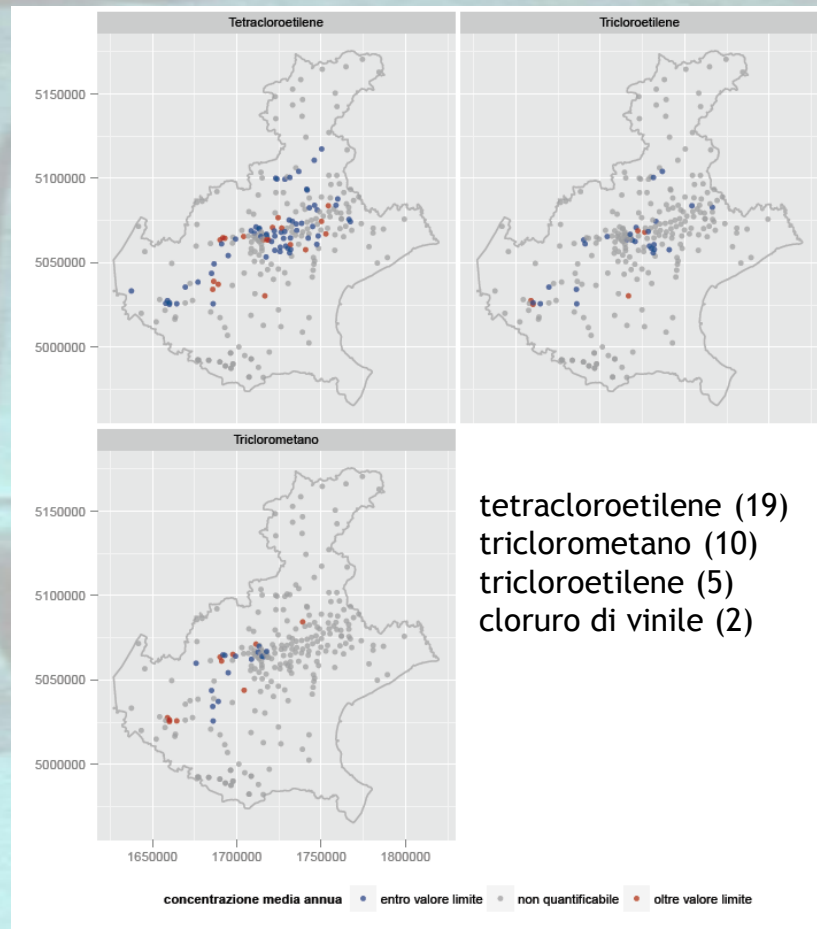 Tetracloroetilene
Tricloroetilene
5150000
5100000
5050000
5000000
Triclorometano
5150000
5100000
5050000
5000000
1650000 1700000 1750000 1800000
tetracloroetilene (19)
triclorometano (10)
tricloroetilene (5)
cloruro di vinile (2)
concentrazione media annua entro valore limite non quantificabile oltre valore limite